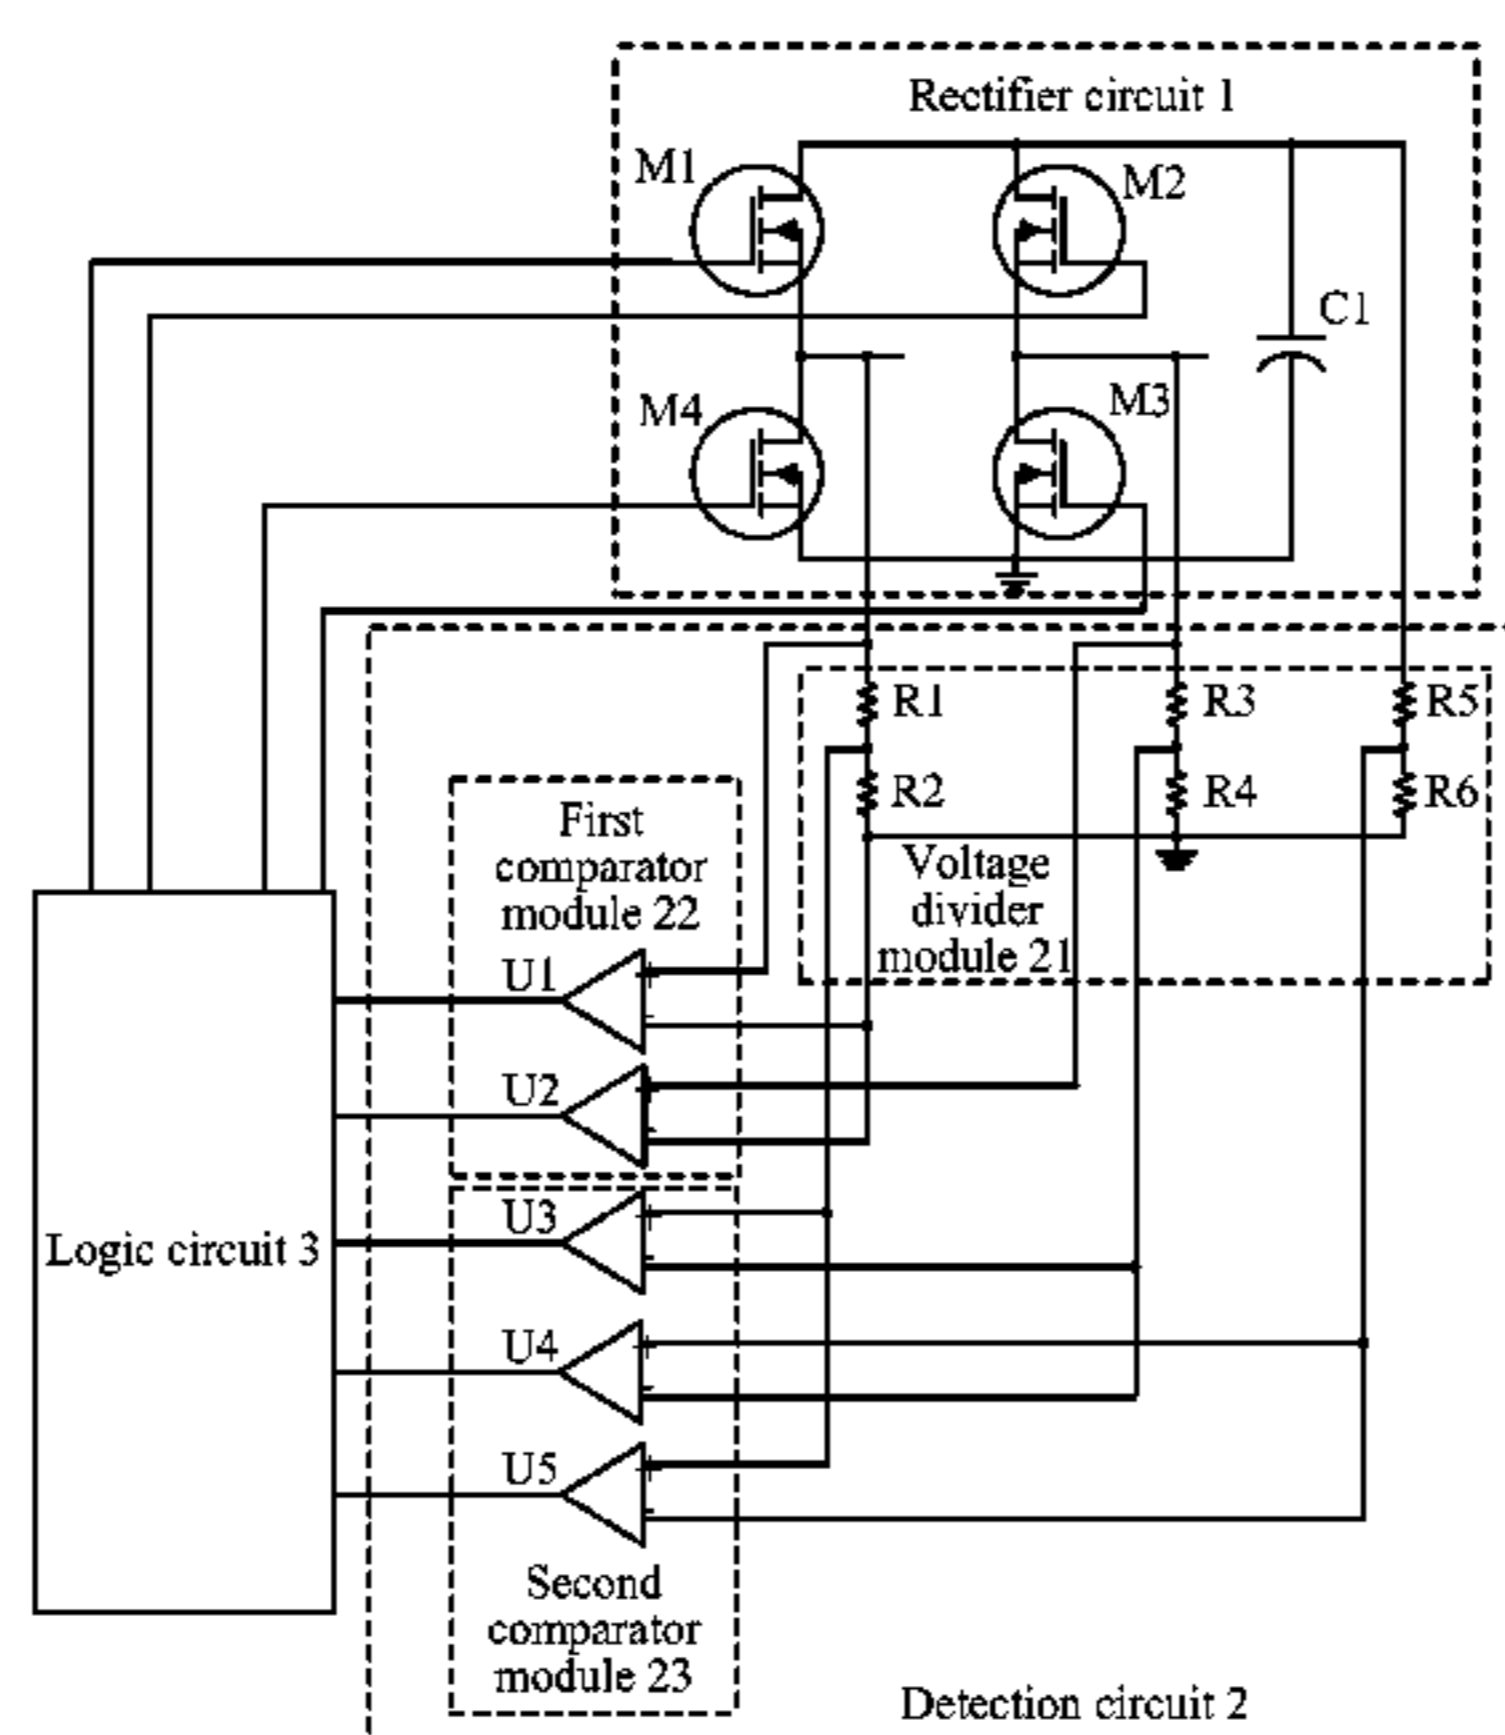 Rectifier circuit 1
M1
M2
C1
M4
M3
R1
R3
R5
R2
R4
R6
First
comparator
module 22
Voltage
divider
module 21
U1
+
-
U2
+
-
U3
+
-
Logic circuit 3
U4
+
-
U5
+
-
Second
comparator
module 23
Detection circuit 2